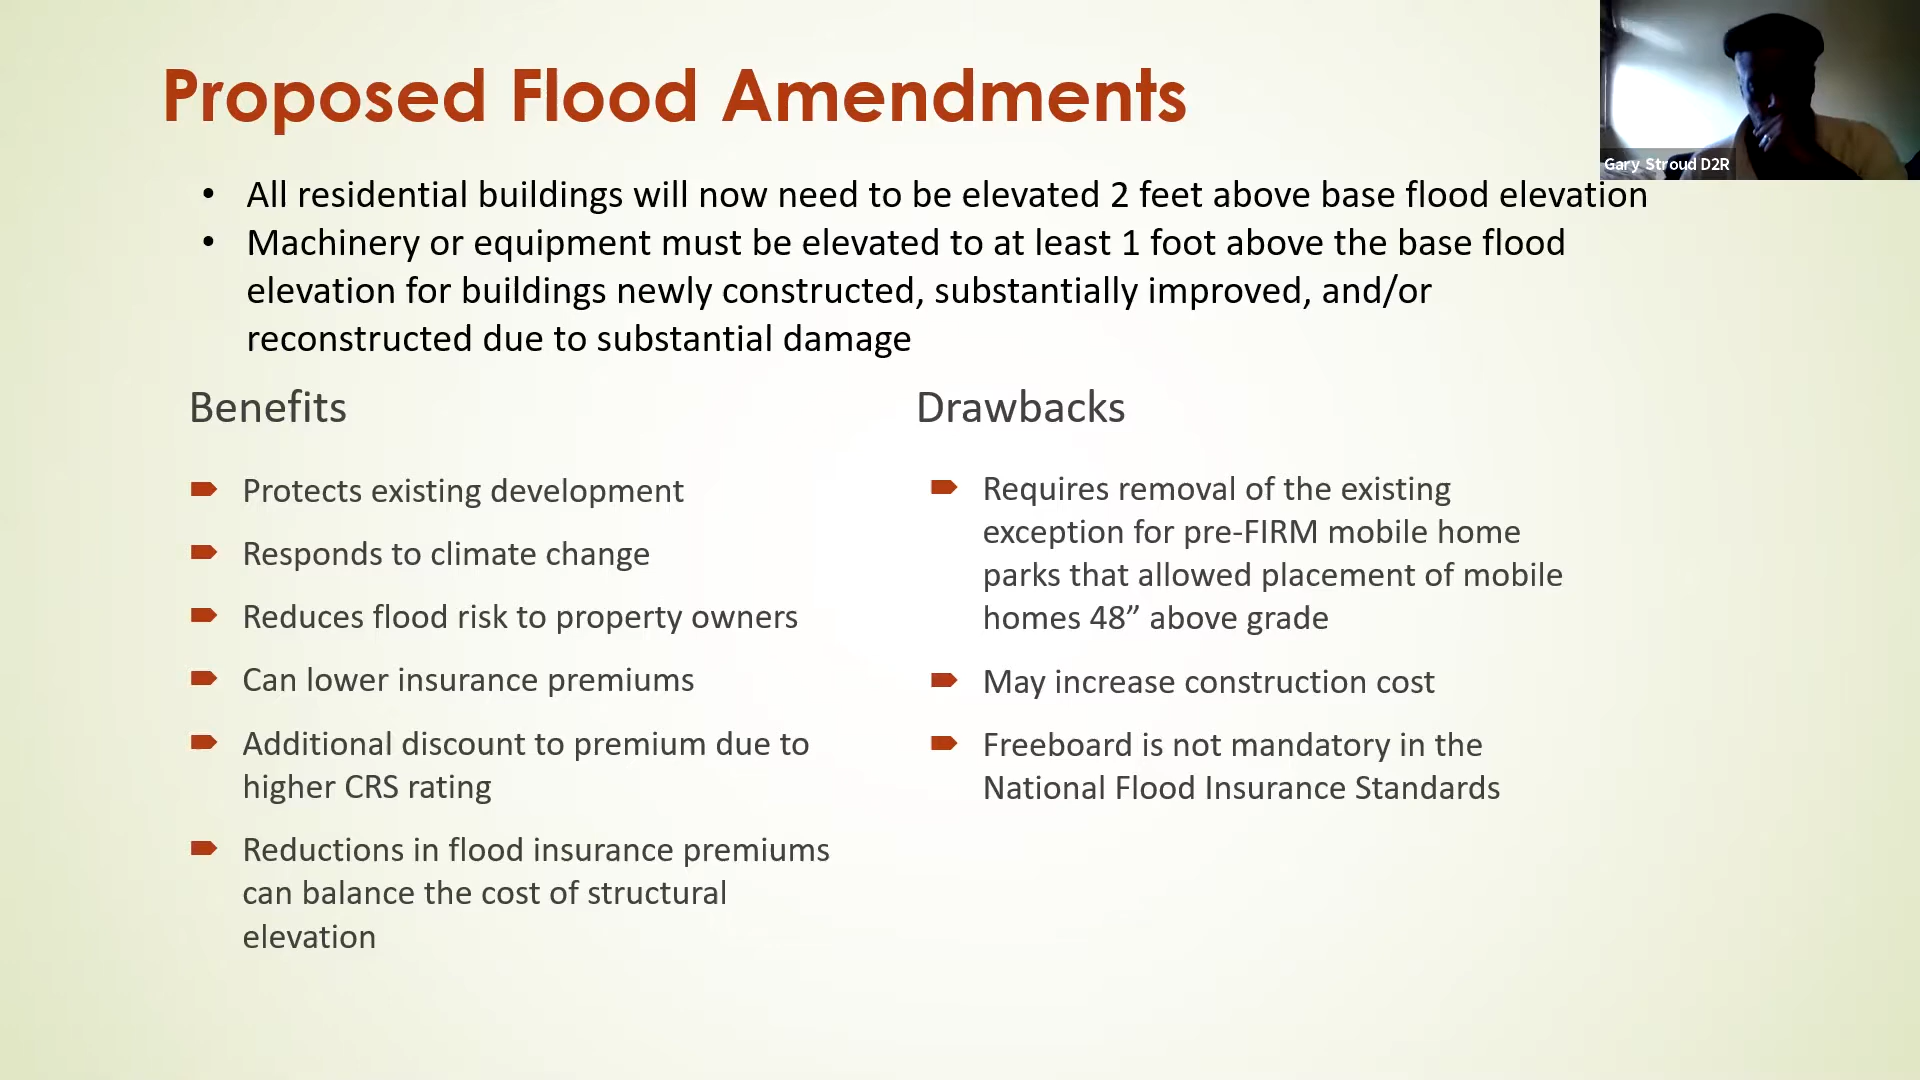 Proposed Flood Amendments
Gary Stroud D2R
• All residential buildings will now need to be elevated 2 feet above base flood elevation
• Machinery or equipment must be elevated to at least 1 foot above the base flood
elevation for buildings newly constructed, substantially improved, and/or
reconstructed due to substantial damage
Benefits
Protects existing development
Responds to climate change
Reduces flood risk to property owners
Can lower insurance premiums
Additional discount to premium due to
higher CRS rating
Reductions in flood insurance premiums
can balance the cost of structural
elevation
Drawbacks
Requires removal of the existing
exception for pre-FIRM mobile home
parks that allowed placement of mobile
homes 48” above grade
May increase construction cost
Freeboard is not mandatory in the
National Flood Insurance Standards